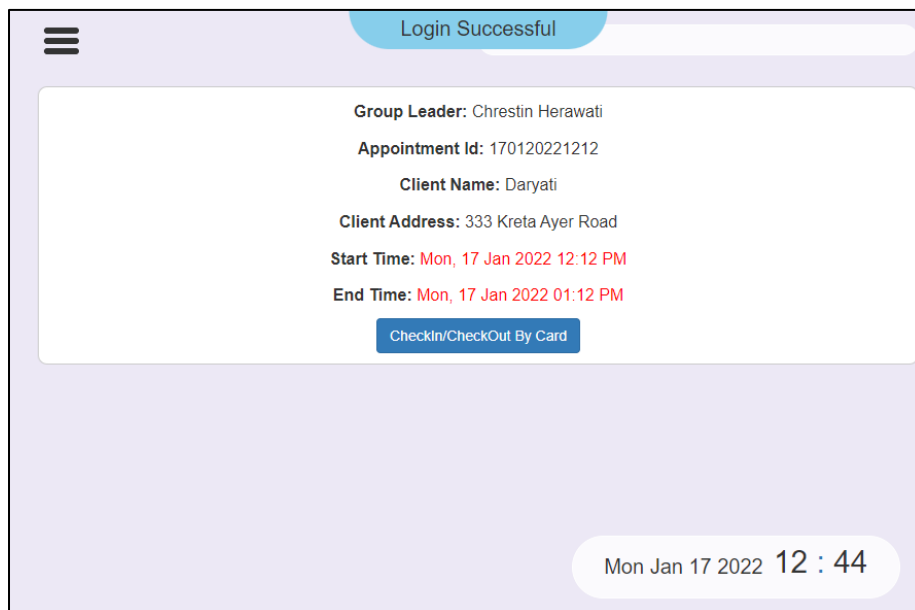 Login Successful
Group Leader: Chrestin Herawati
Appointment Id: 170120221212
Client Name: Daryati
Client Address: 333 Kreta Ayer Road
Start Time: Mon, 17 Jan 2022 12:12 PM
End Time: Mon, 17 Jan 2022 01:12 PM
CheckIn/CheckOut By Card
Mon Jan 17 2022 12 : 44